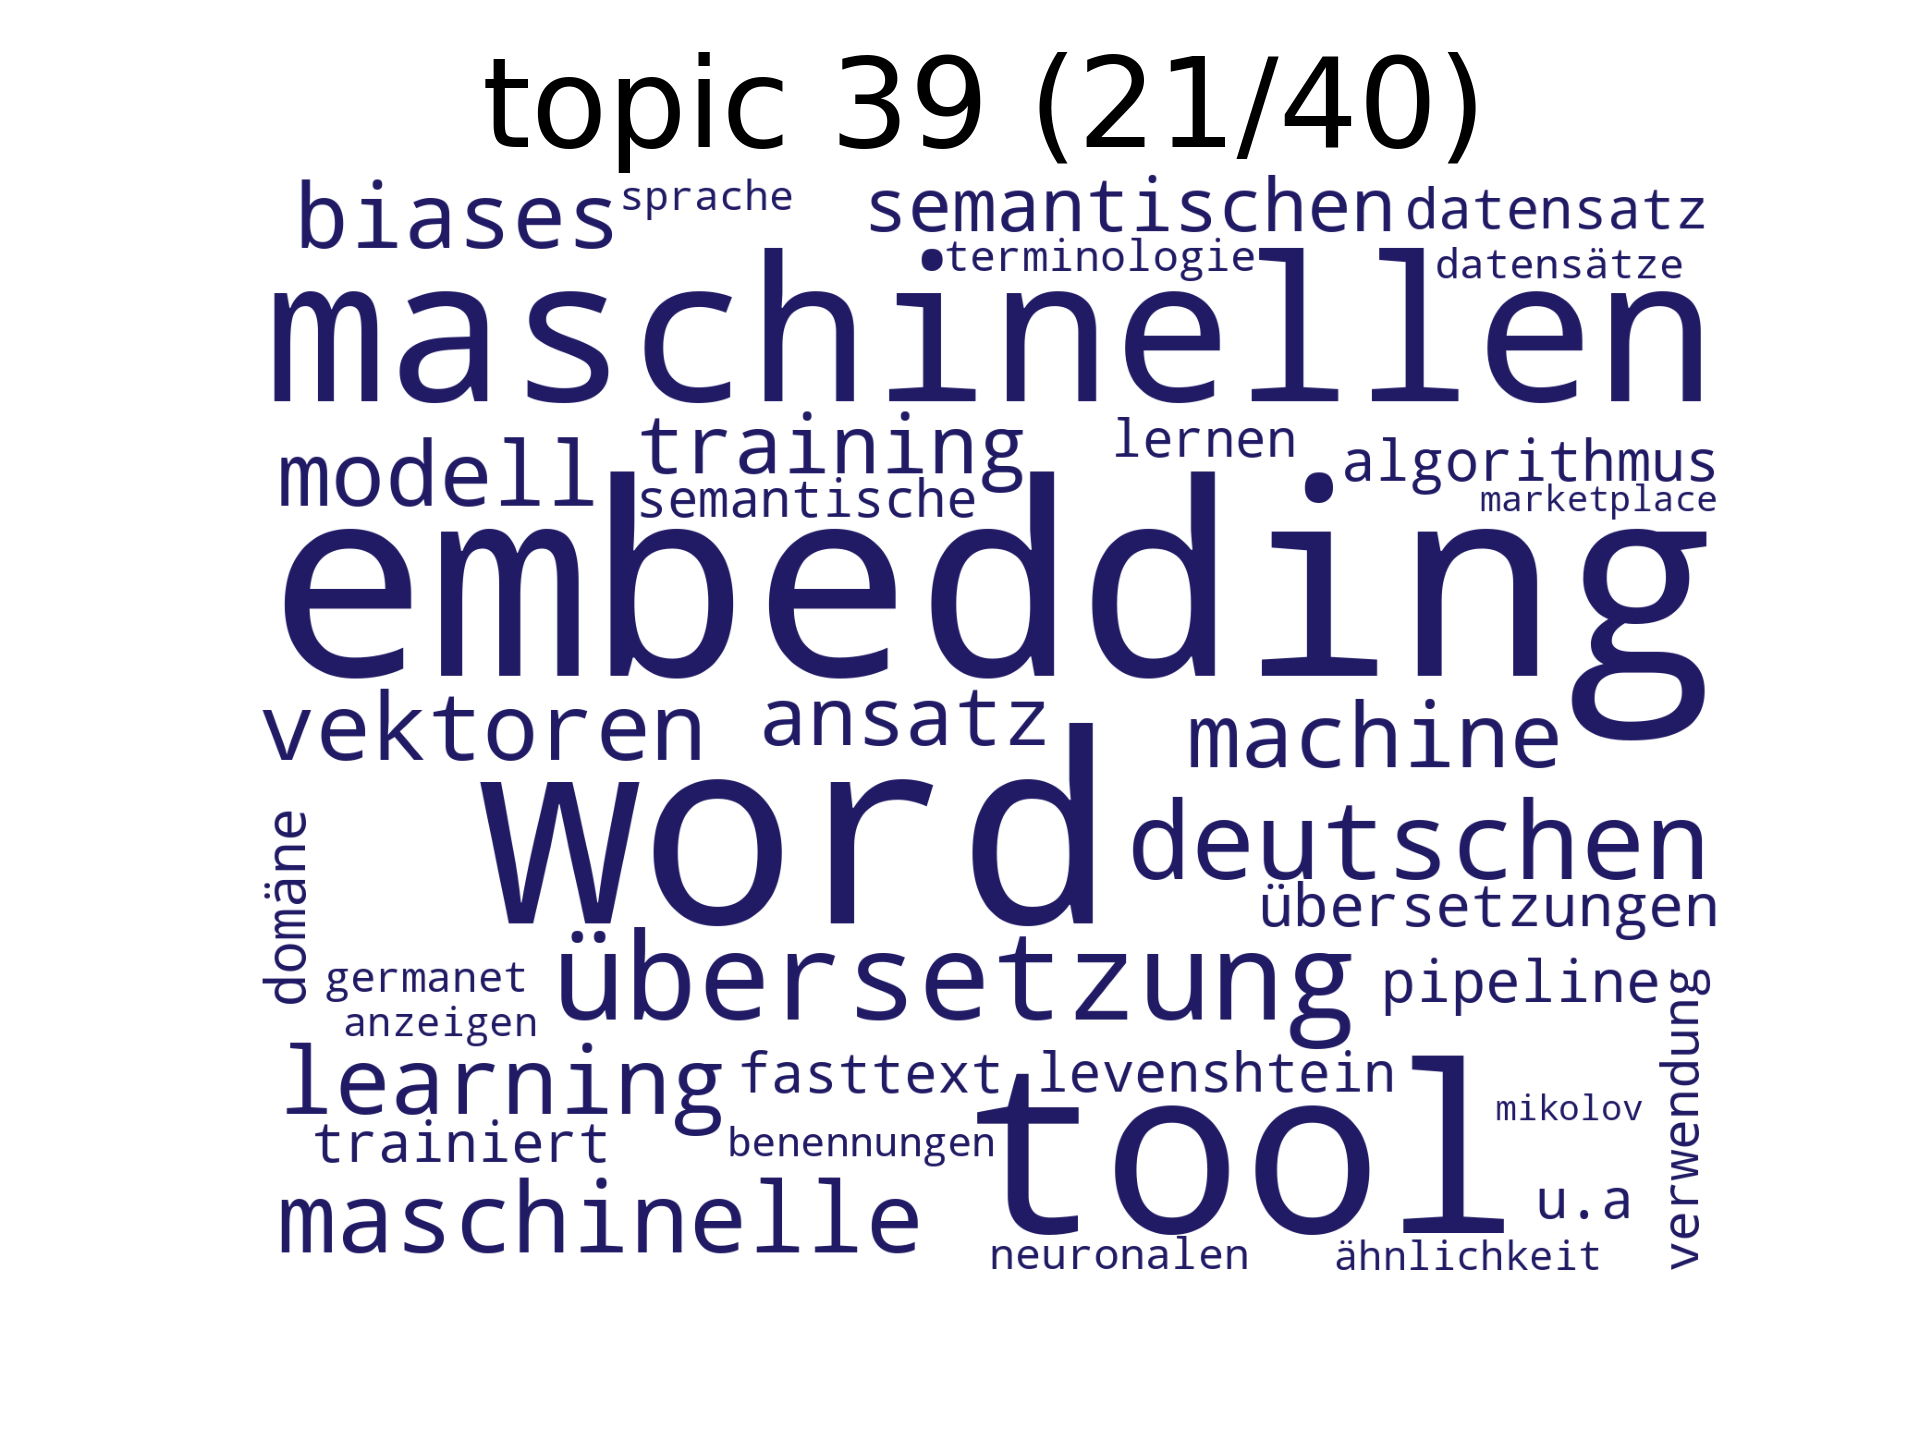 topic 39 (21/40)
biases sprache semantischen datensatz
terminologie datensätze
maschinellen
modell training lernen algorithmus
semantische marketplace
embedding
vektoren ansatz machine
word deutschen
domäne übersetzungen
germanet übersetzung pipeline
anzeigen verwendung
learning fasttext levenshtein
trainiert benennungen tool mikolov
maschinelle u.a
neuronalen ähnlichkeit